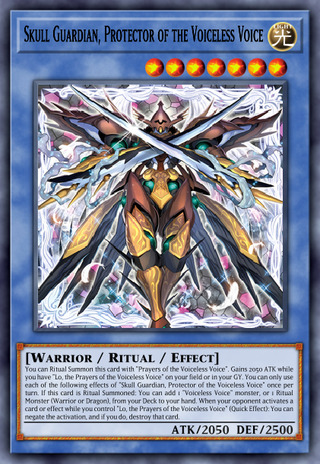 Skull Guardian, Protector of the Voiceless Voice
LIGHT
光
[Warrior / Ritual / Effect]
You can Ritual Summon this card with "Prayers of the Voiceless Voice". Gains 2050 ATK while
you have "Lo, the Prayers of the Voiceless Voice" on your field or in your GY. You can only use
each of the following effects of "Skull Guardian, Protector of the Voiceless Voice" once per
turn. If this card is Ritual Summoned: You can add 1 "Voiceless Voice" monster, or 1 Ritual
Monster (Warrior or Dragon), from your Deck to your hand. When your opponent activates a
card or effect while you control "Lo, the Prayers of the Voiceless Voice" (Quick Effect): You can
negate the activation, and if you do, destroy that card.
ATK/2050 DEF/2500